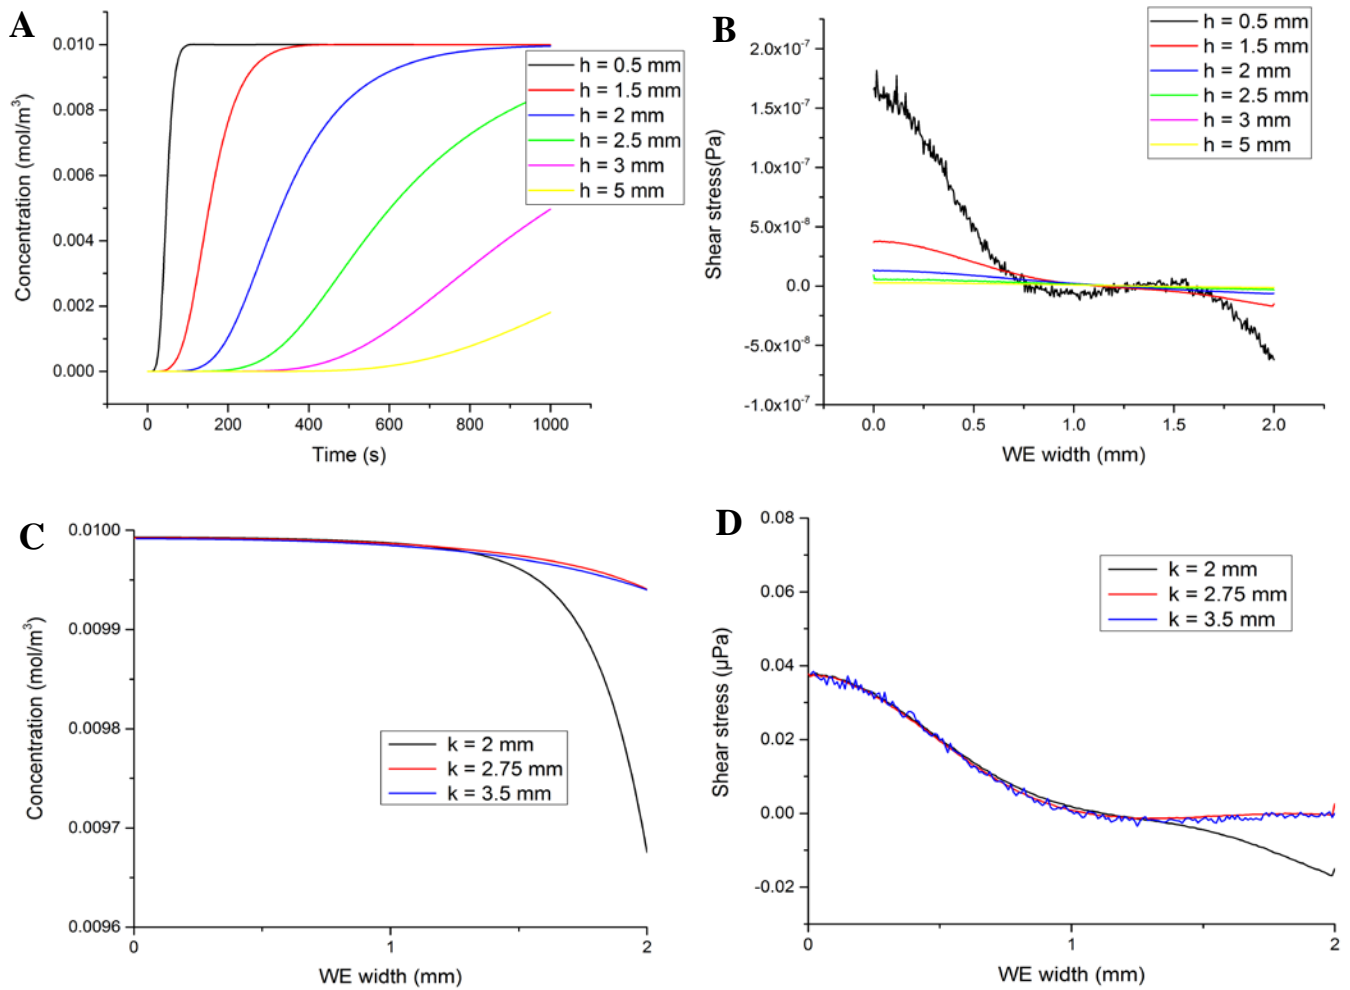 A
Concentration (mol/m³)
0.010
0.008
0.006
0.004
0.002
0.000
0 200 400 600 800 1000
Time (s)
h = 0.5 mm
h = 1.5 mm
h = 2 mm
h = 2.5 mm
h = 3 mm
h = 5 mm
B
Shear stress(Pa)
2.0x10⁻⁷
1.5x10⁻⁷
1.0x10⁻⁷
5.0x10⁻⁸
0.0
-5.0x10⁻⁸
-1.0x10⁻⁷
0.0 0.5 1.0 1.5 2.0
WE width (mm)
h = 0.5 mm
h = 1.5 mm
h = 2 mm
h = 2.5 mm
h = 3 mm
h = 5 mm
C
Concentration (mol/m³)
0.0100
0.0099
0.0098
0.0097
0.0096
0 1 2
WE width (mm)
k = 2 mm
k = 2.75 mm
k = 3.5 mm
D
Shear stress (µPa)
0.08
0.06
0.04
0.02
0.00
-0.02
0 1 2
WE width (mm)
k = 2 mm
k = 2.75 mm
k = 3.5 mm